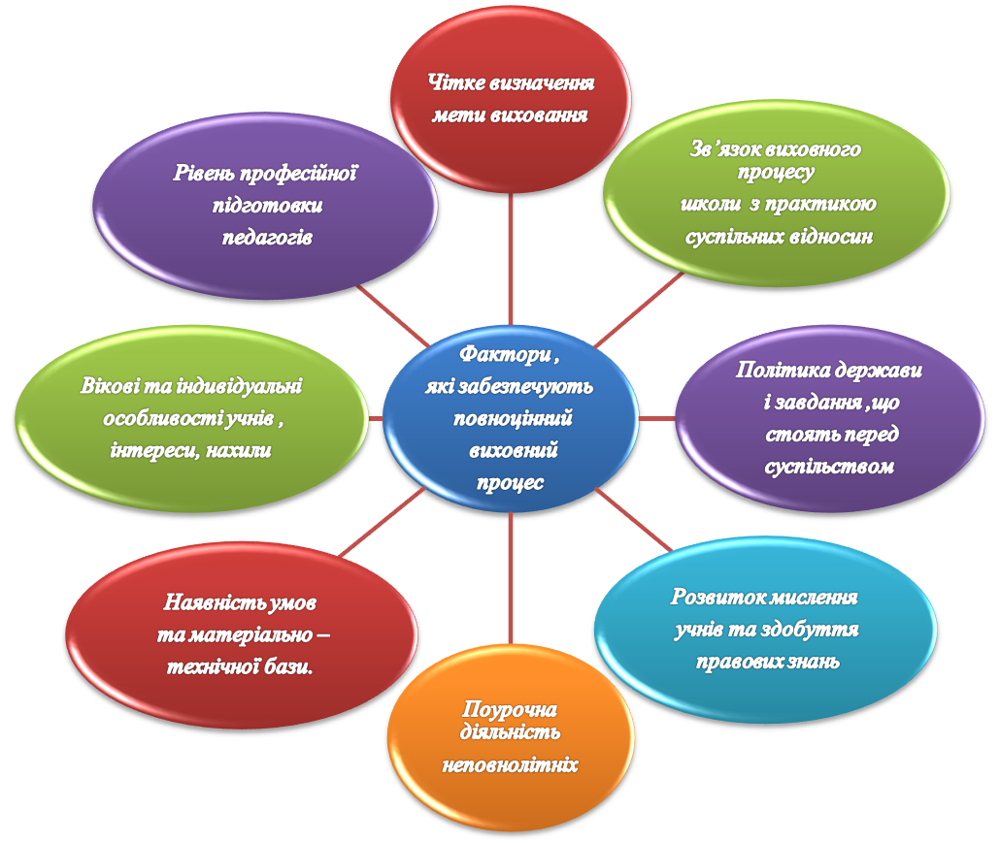 Чітке визначення
мети виховання
Зв’язок виховного
процесу
школи з практикою
суспільних відносин
Політика держави
і завдання ,що
стоять перед
суспільством
Розвиток мислення
учнів та здобуття
правових знань
Поурочна
діяльність
неповнолітніх
Наявність умов
та матеріально –
технічної бази.
Вікові та індивідуальні
особливості учнів ,
інтереси, нахили
Рівень професійної
підготовки
педагогів
Фактори ,
які забезпечують
повноцінний
виховний
процес